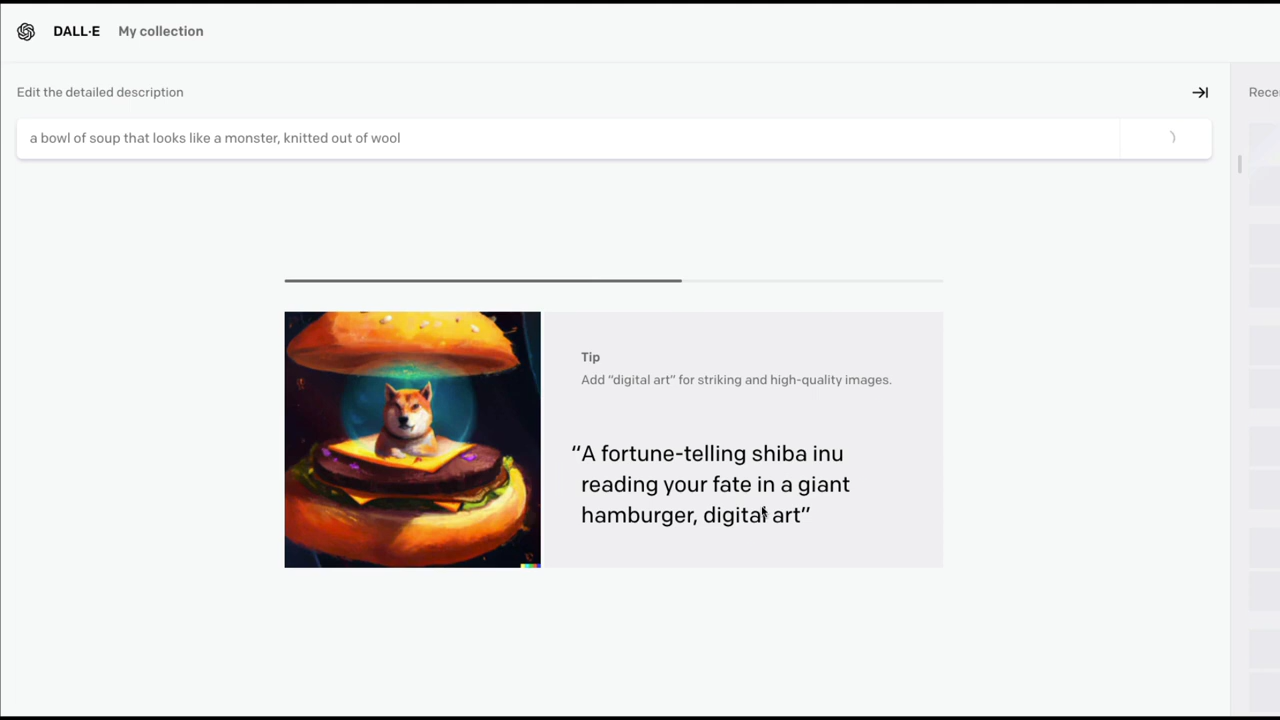 DALL·E My collection
Edit the detailed description
Rece
a bowl of soup that looks like a monster, knitted out of wool
Tip
Add “digital art” for striking and high-quality images.
“A fortune-telling shiba inu
reading your fate in a giant
hamburger, digital art”